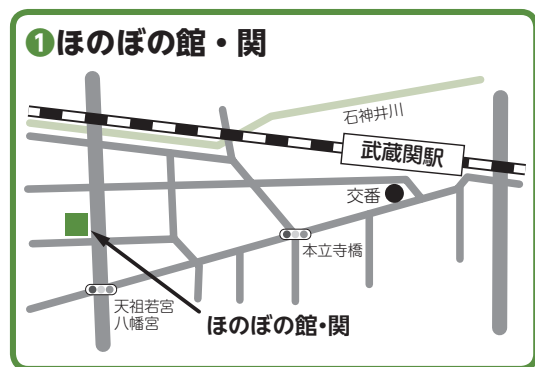 ❶ほのぼの館・関
石神井川
武蔵関駅
交番
本立寺橋
天祖若宮
八幡宮
ほのぼの館・関